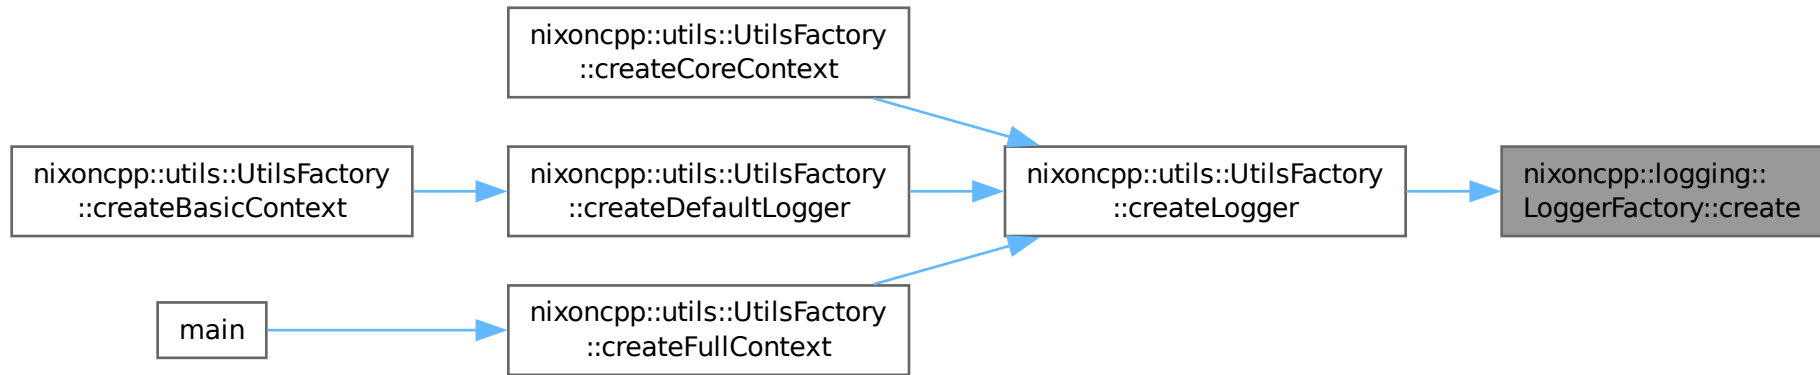 nixoncpp::utils::UtilsFactory
::createCoreContext
nixoncpp::utils::UtilsFactory
::createBasicContext
nixoncpp::utils::UtilsFactory
::createDefaultLogger
nixoncpp::utils::UtilsFactory
::createLogger
nixoncpp::logging::
LoggerFactory::create
main
nixoncpp::utils::UtilsFactory
::createFullContext